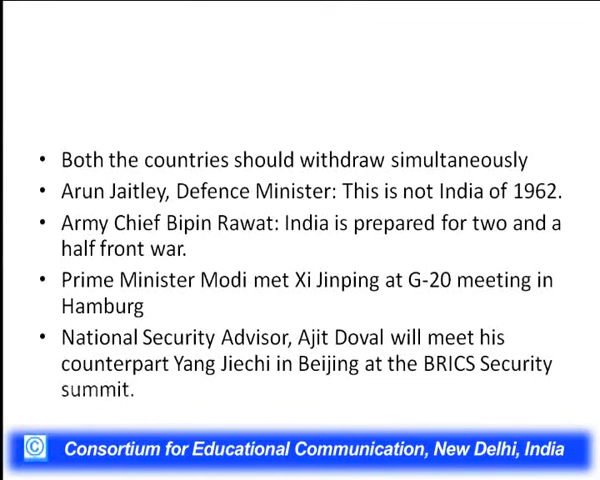 • Both the countries should withdraw simultaneously
• Arun Jaitley, Defence Minister: This is not India of 1962.
• Army Chief Bipin Rawat: India is prepared for two and a
half front war.
• Prime Minister Modi met Xi Jinping at G-20 meeting in
Hamburg
• National Security Advisor, Ajit Doval will meet his
counterpart Yang Jiechi in Beijing at the BRICS Security
summit.
© Consortium for Educational Communication, New Delhi, India